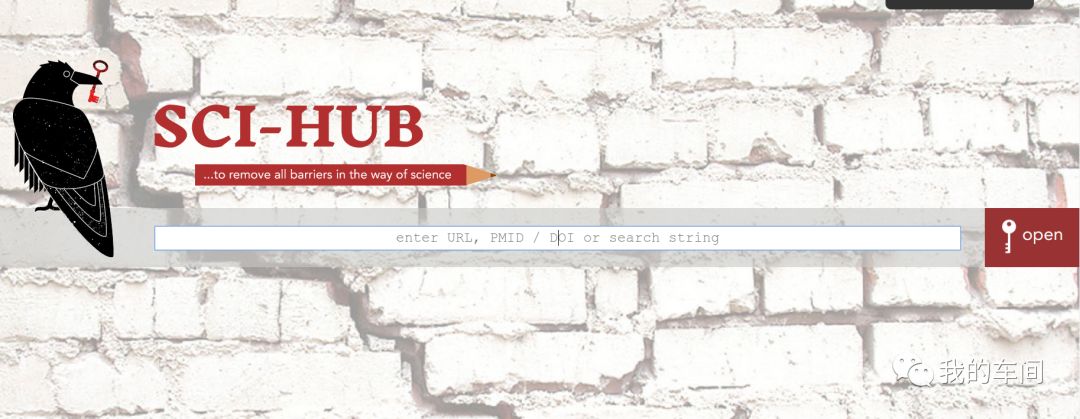 SCI-HUB
...to remove all barriers in the way of science
enter URL, PMID / DOI or search string
open
我的车间